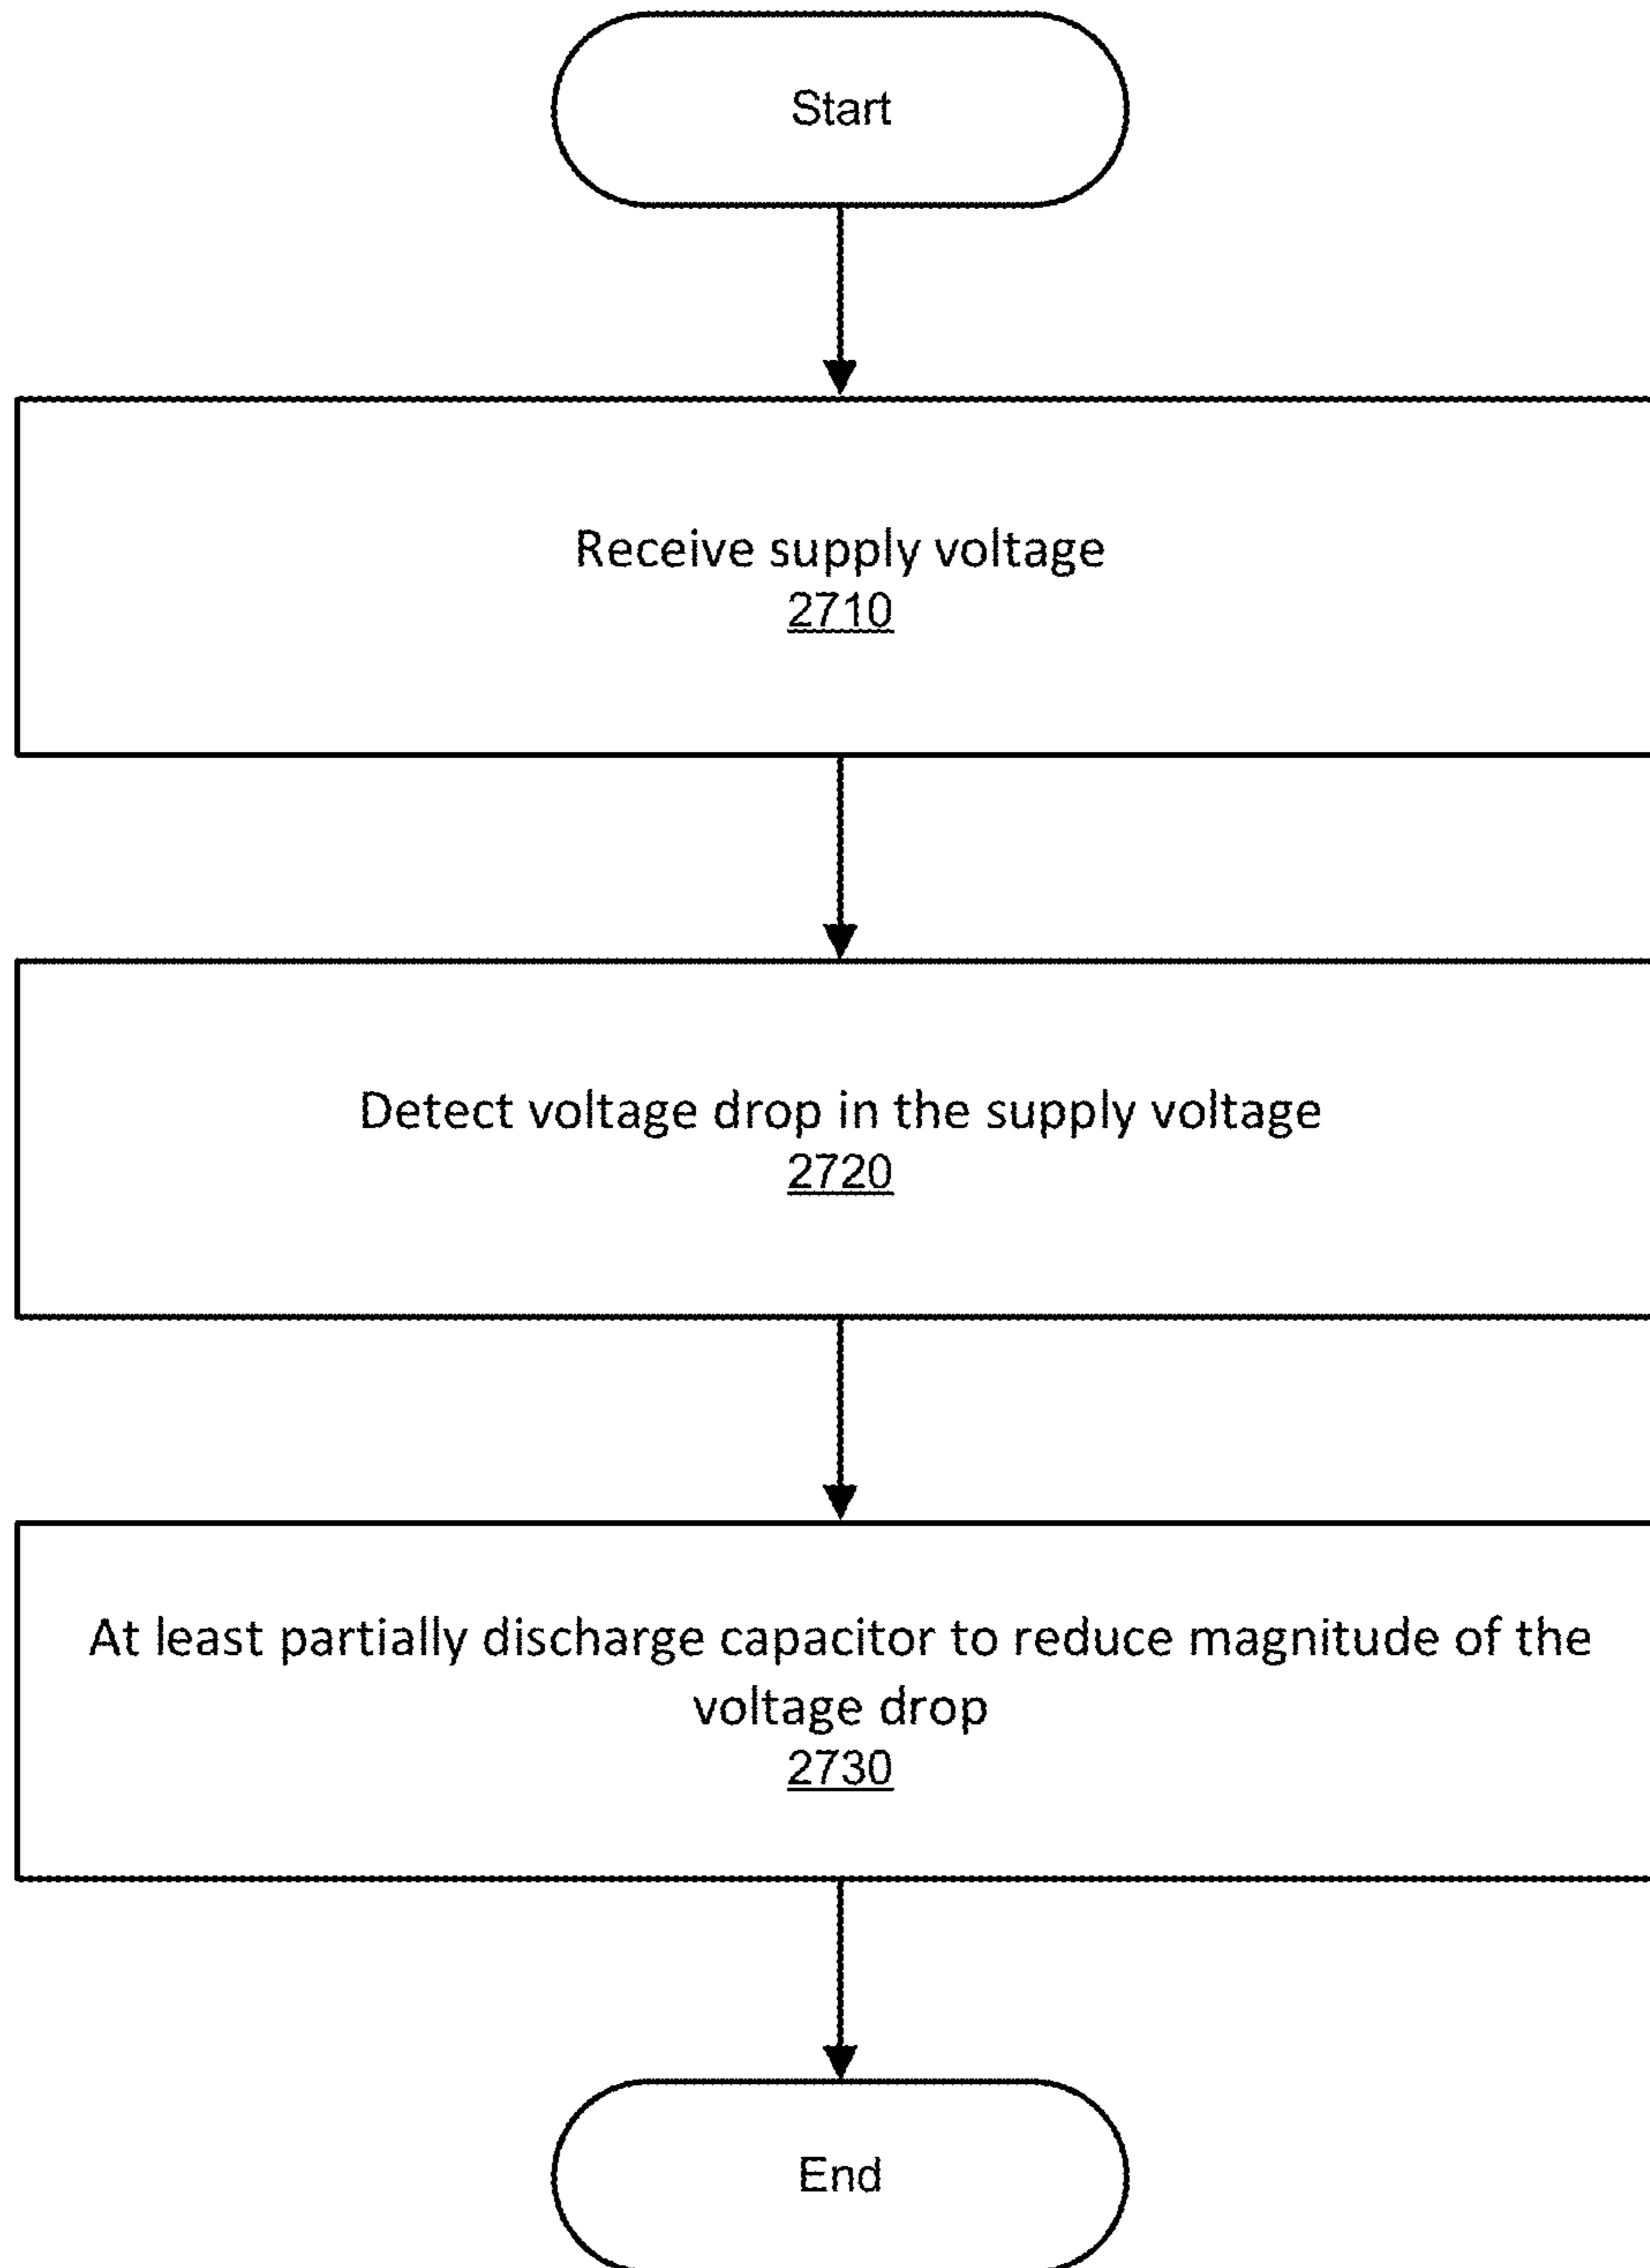 Start
Receive supply voltage
2710
Detect voltage drop in the supply voltage
2720
At least partially discharge capacitor to reduce magnitude of the
voltage drop
2730
End